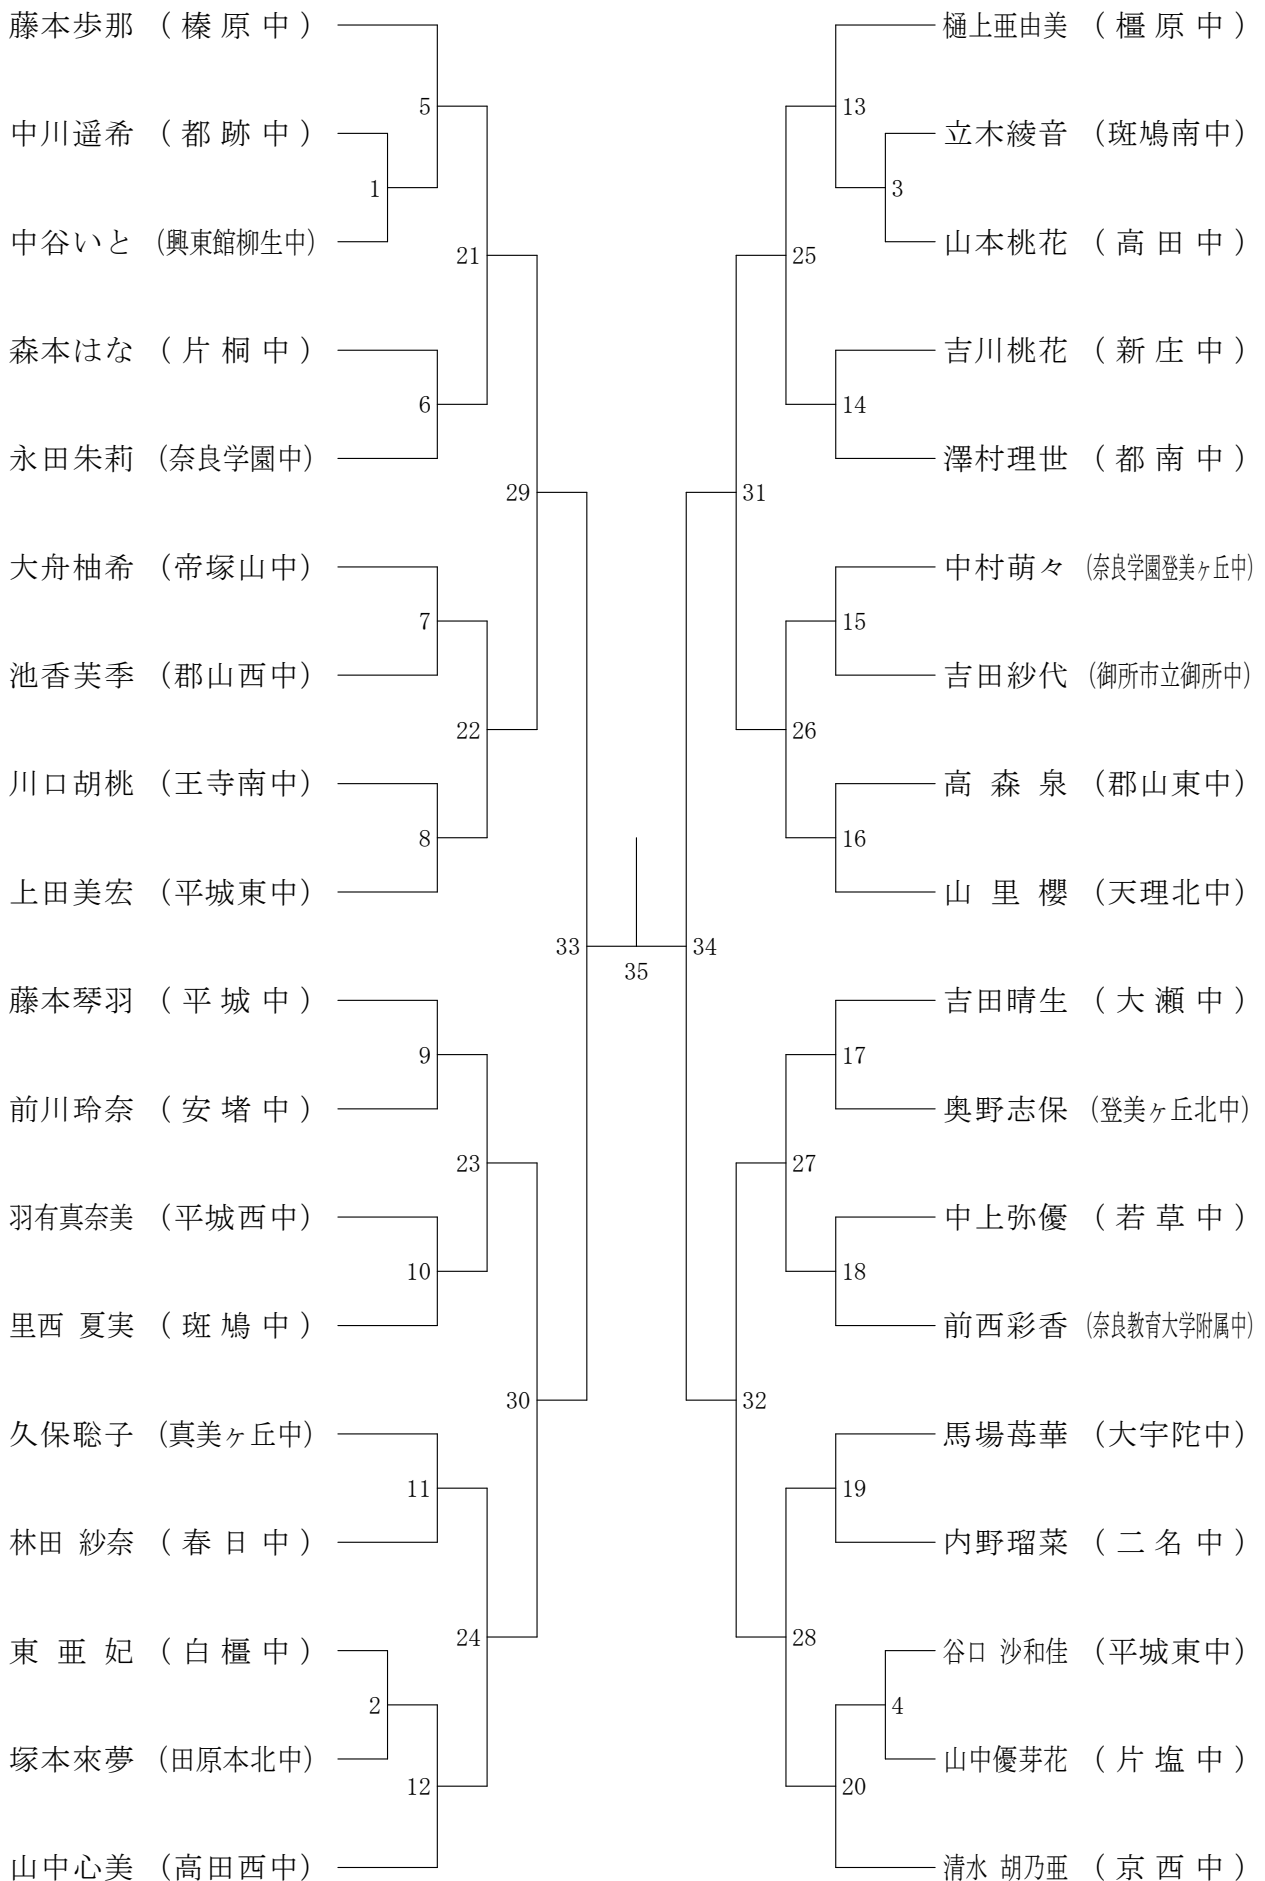 藤本歩那 (榛原中)
5
中川遥希 (都跡中)
1
中谷いと (興東館柳生中)
21
森本はな (片桐中)
6
永田朱莉 (奈良学園中)
29
大舟柚希 (帝塚山中)
7
池香芙季 (郡山西中)
22
川口胡桃 (王寺南中)
8
上田美宏 (平城東中)
33
藤本琴羽 (平城中)
9
前川玲奈 (安堵中)
23
羽有真奈美 (平城西中)
10
里西 夏実 (斑鳩中)
30
久保聡子 (真美ヶ丘中)
11
林田 紗奈 (春日中)
24
東亜妃 (白橿中)
2
塚本來夢 (田原本北中)
12
山中心美 (高田西中)
35
樋上亜由美 (橿原中)
13
立木綾音 (斑鳩南中)
3
山本桃花 (高田中)
25
吉川桃花 (新庄中)
14
澤村理世 (都南中)
31
中村萌々 (奈良学園登美ヶ丘中)
15
吉田紗代 (御所市立御所中)
26
高森泉 (郡山東中)
16
山里櫻 (天理北中)
34
吉田晴生 (大瀬中)
17
奥野志保 (登美ヶ丘北中)
27
中上弥優 (若草中)
18
前西彩香 (奈良教育大学附属中)
32
馬場苺華 (大宇陀中)
19
内野瑠菜 (二名中)
28
谷口 沙和佳 (平城東中)
4
山中優芽花 (片塩中)
20
清水 胡乃亜 (京西中)